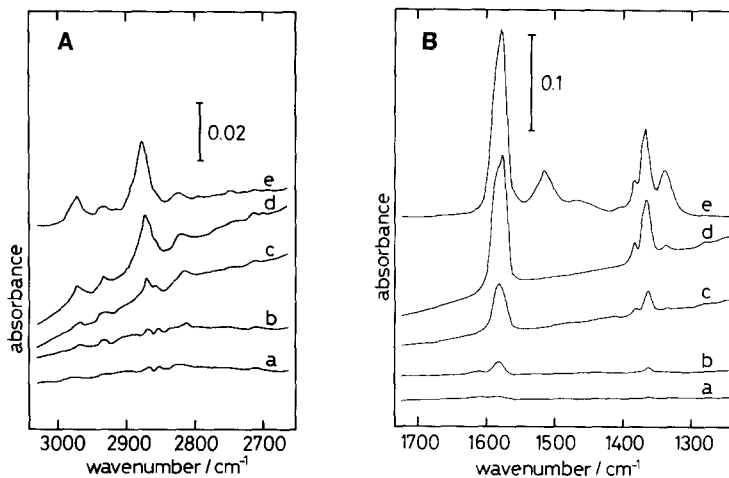 A
0.02
e
d
c
b
a
absorbance
3000 2900 2800 2700
wavenumber / cm⁻¹
B
0.1
e
d
c
b
a
absorbance
1700 1600 1500 1400 1300
wavenumber / cm⁻¹